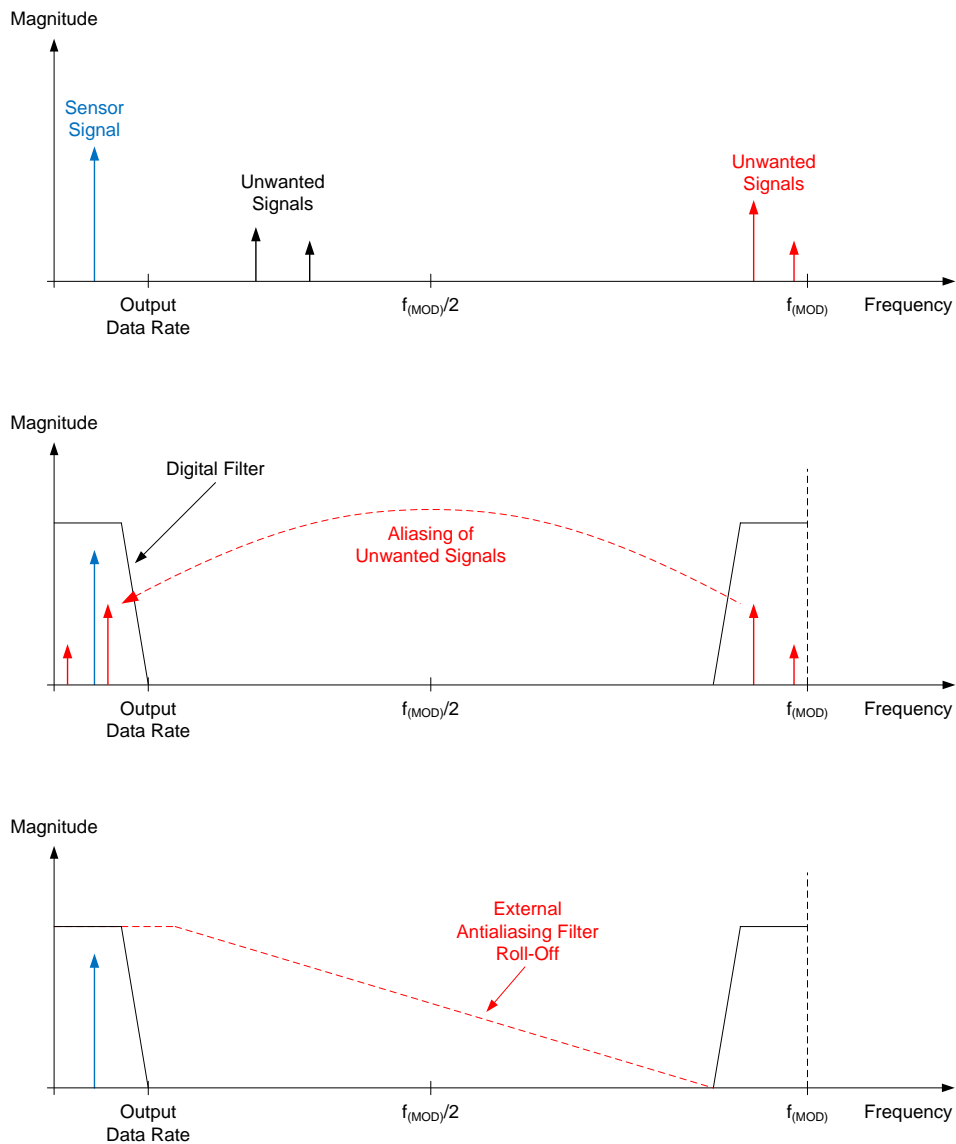 Magnitude
Sensor
Signal
Unwanted
Signals
Unwanted
Signals
Output
Data Rate
f(MOD)/2
f(MOD)
Frequency
Magnitude
Digital Filter
Aliasing of
Unwanted Signals
Output
Data Rate
f(MOD)/2
f(MOD)
Frequency
Magnitude
External
Antialiasing Filter
Roll-Off
Output
Data Rate
f(MOD)/2
f(MOD)
Frequency